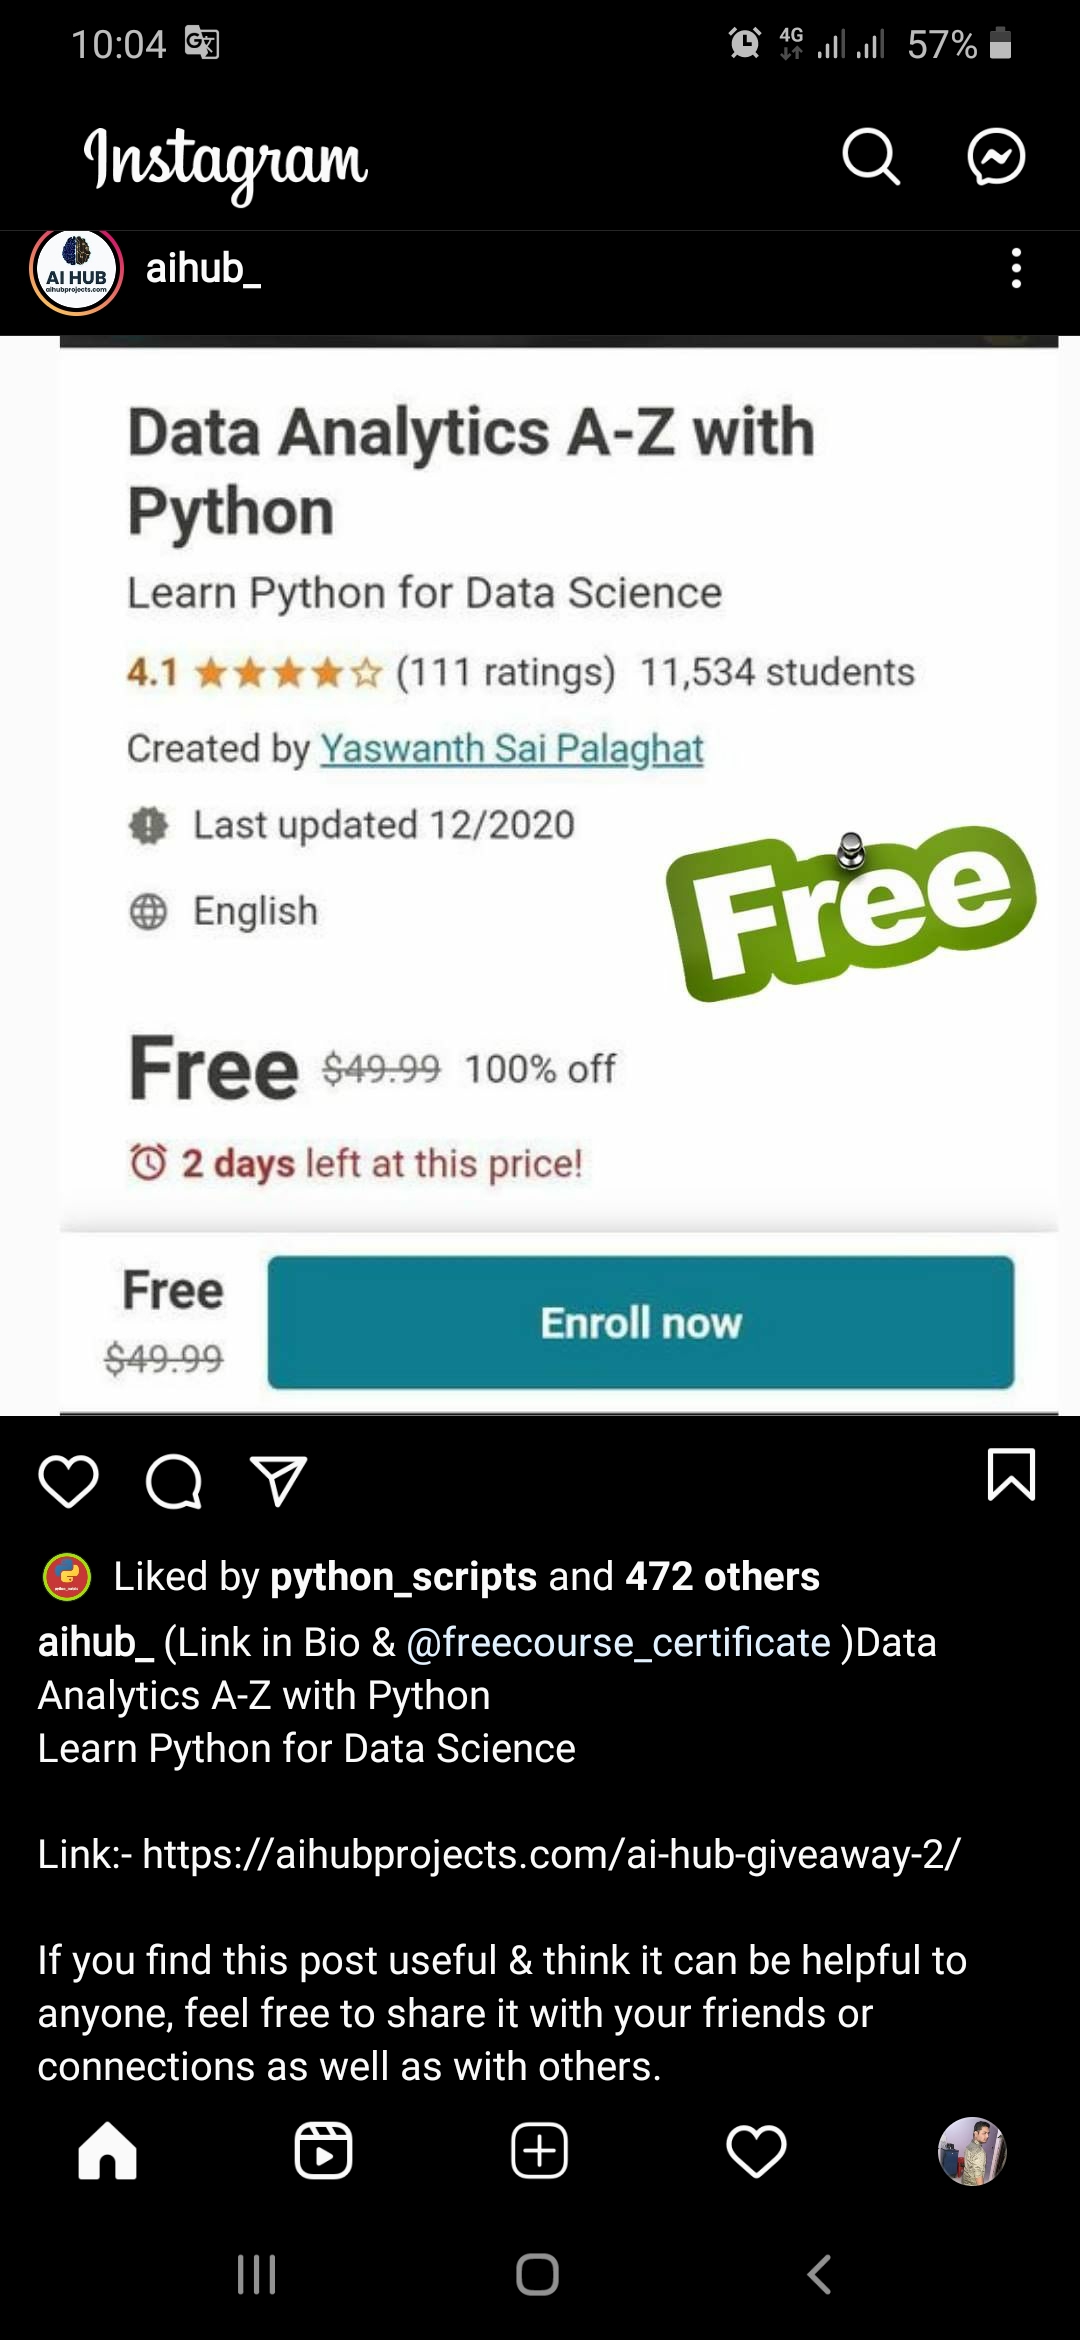 10:04
4G
57%
Instagram
AI HUB
aihubprojects.com
aihub_
Data Analytics A-Z with
Python
Learn Python for Data Science
4.1 (111 ratings) 11,534 students
Created by Yaswanth Sai Palaghat
Last updated 12/2020
English
Free
Free $49.99 100% off
2 days left at this price!
Free
$49.99
Enroll now
Liked by python_scripts and 472 others
aihub_ (Link in Bio & @freecourse_certificate )Data
Analytics A-Z with Python
Learn Python for Data Science
Link:- https://aihubprojects.com/ai-hub-giveaway-2/
If you find this post useful & think it can be helpful to
anyone, feel free to share it with your friends or
connections as well as with others.